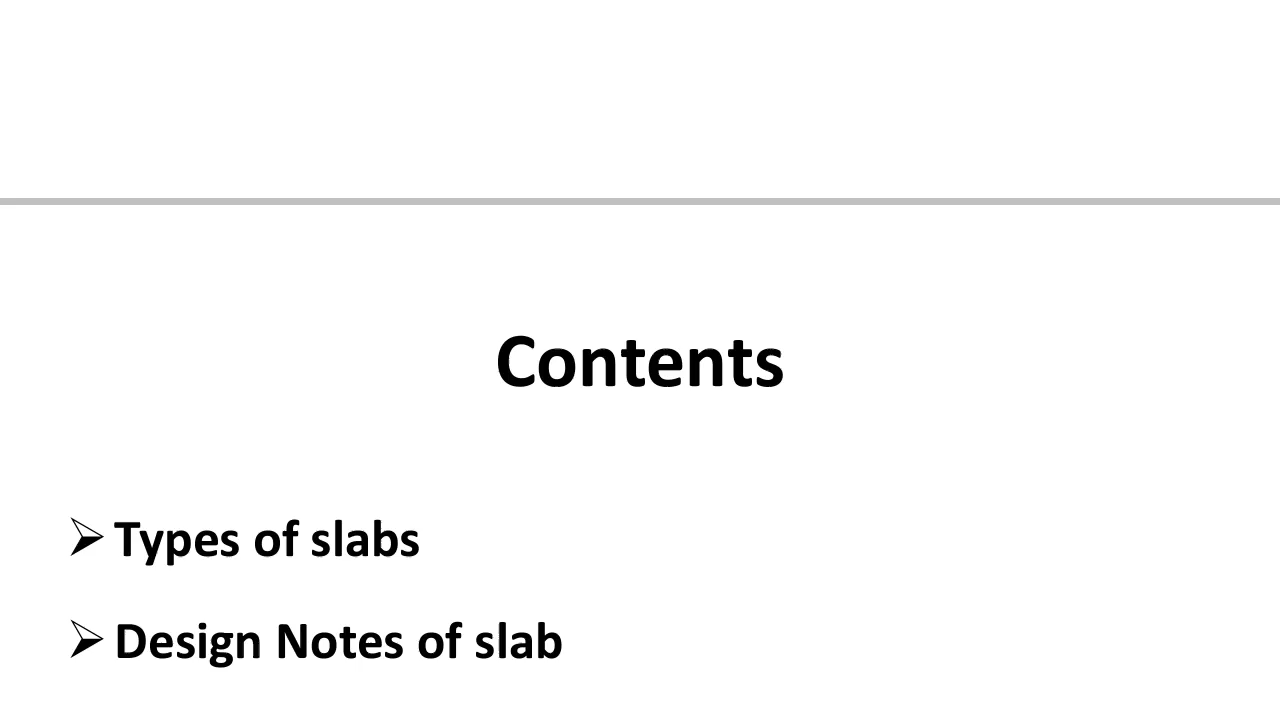 Contents
➢ Types of slabs
➢ Design Notes of slab